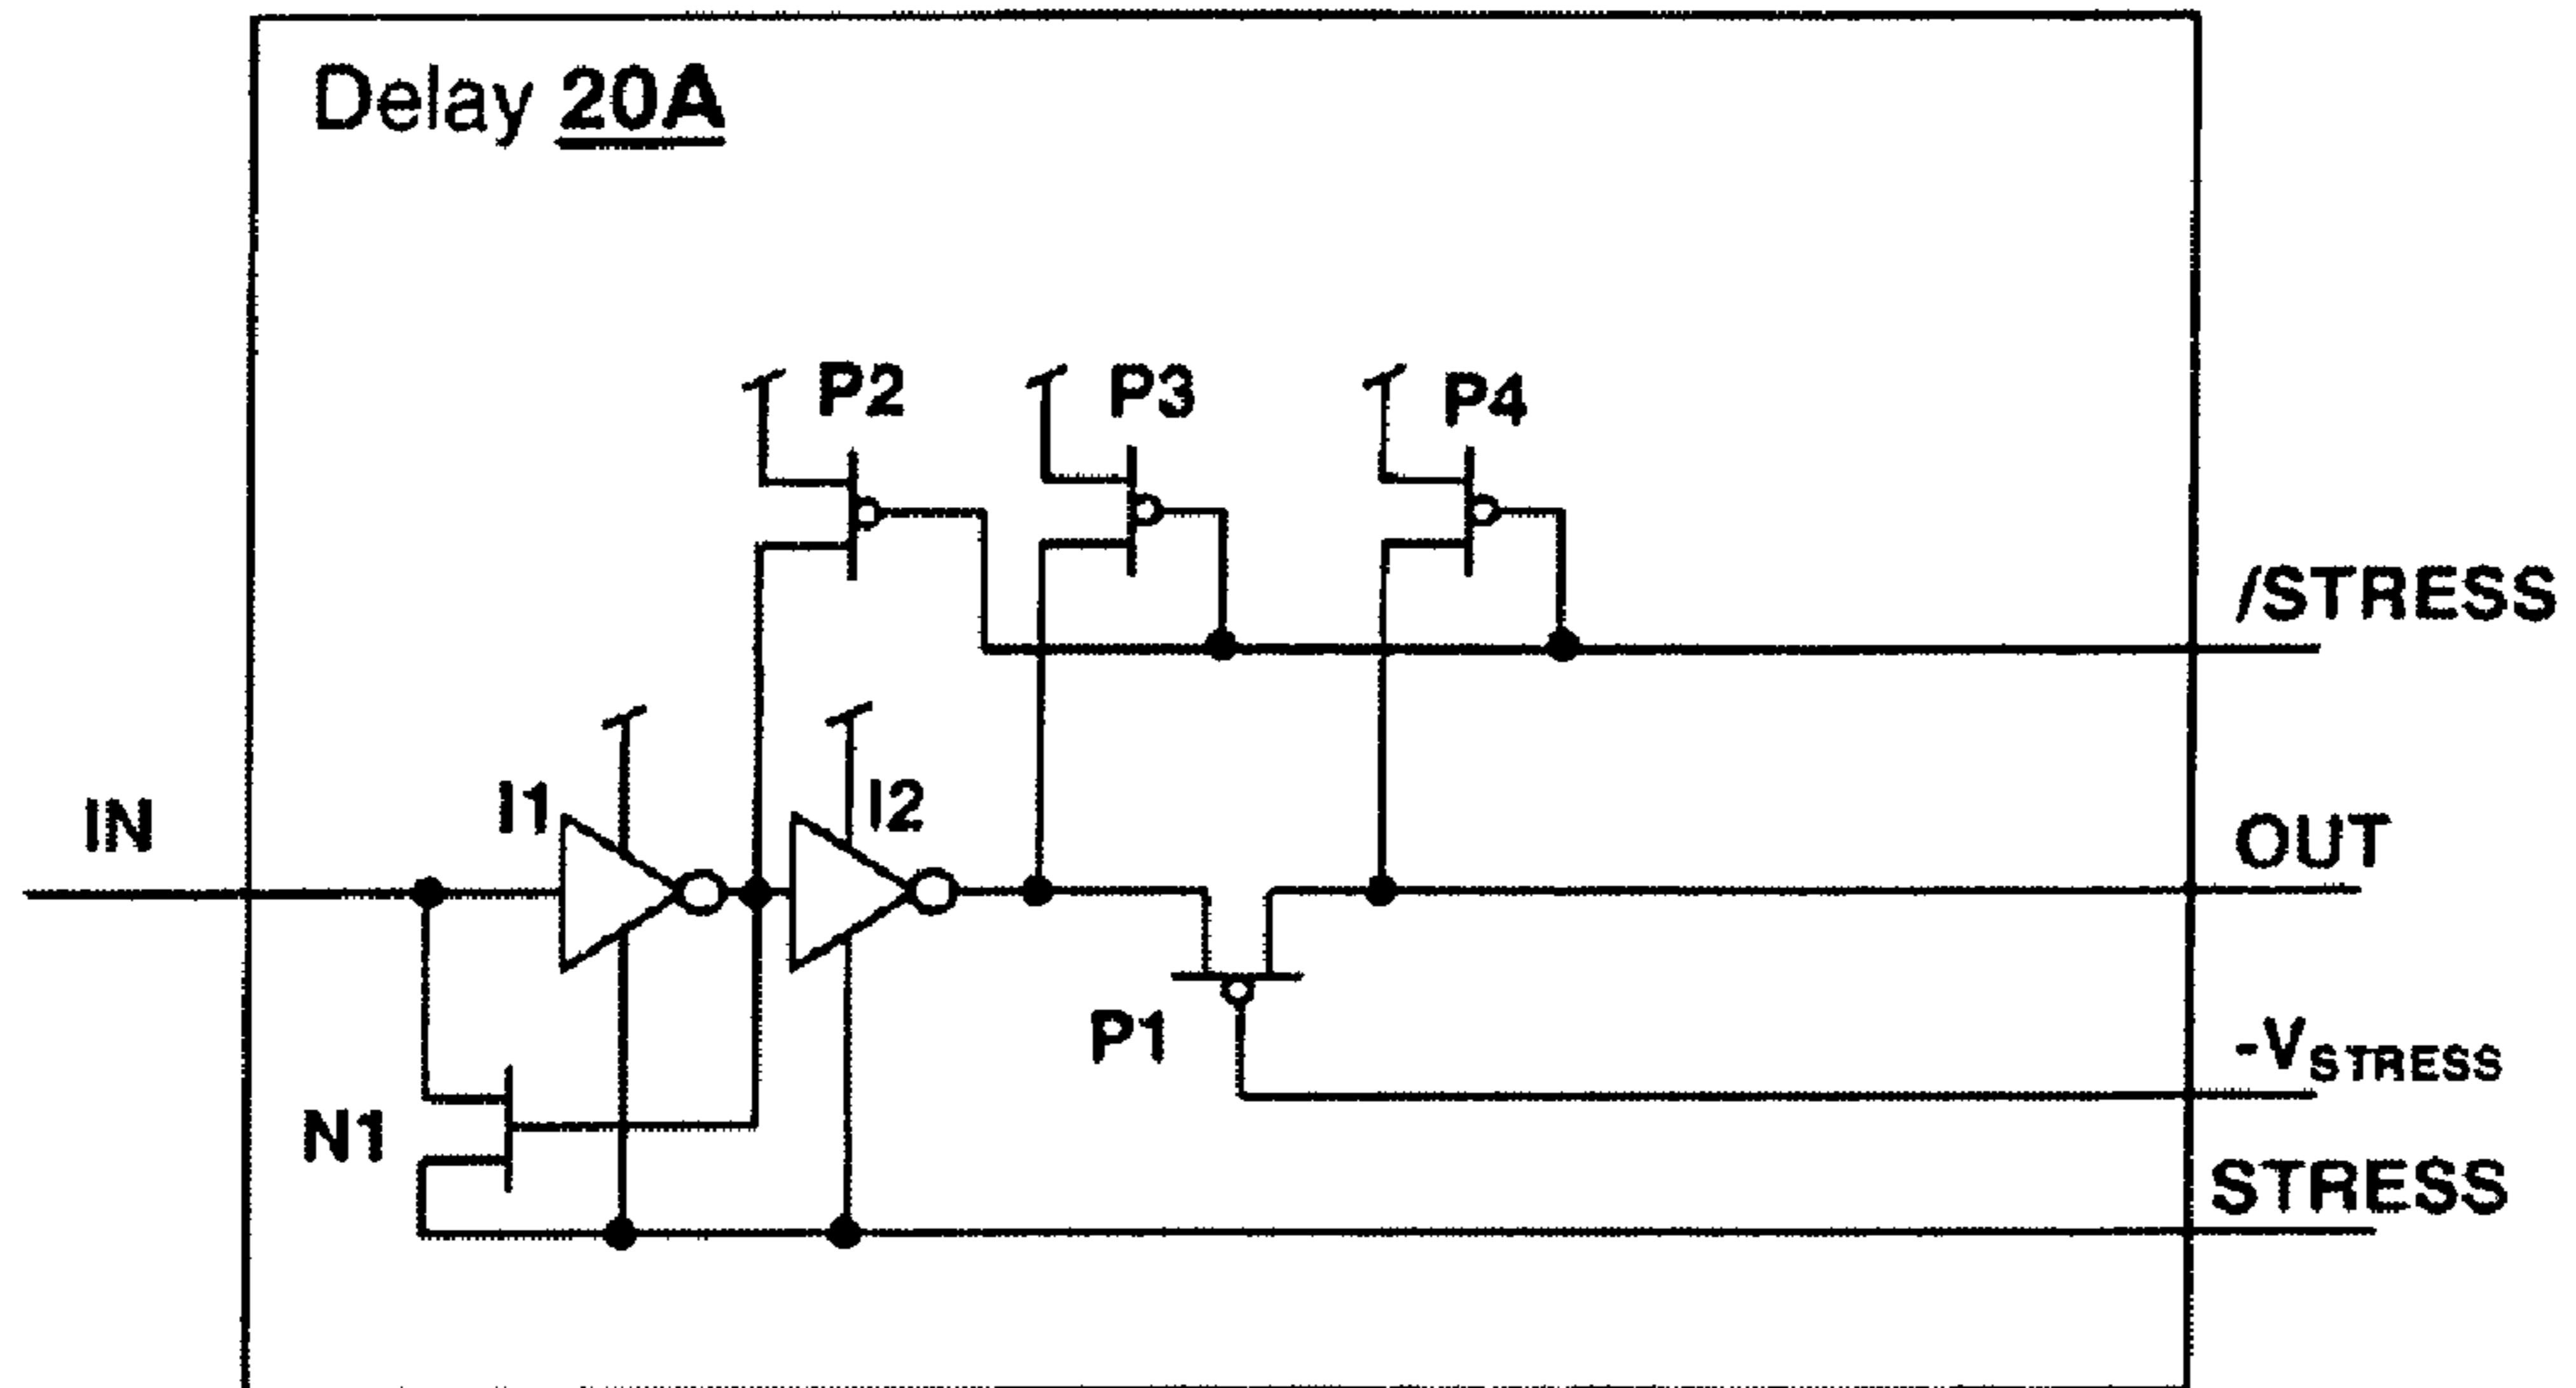 Delay 20A
P2
P3
P4
/STRESS
I1
I2
IN
OUT
P1
-VSTRESS
N1
STRESS